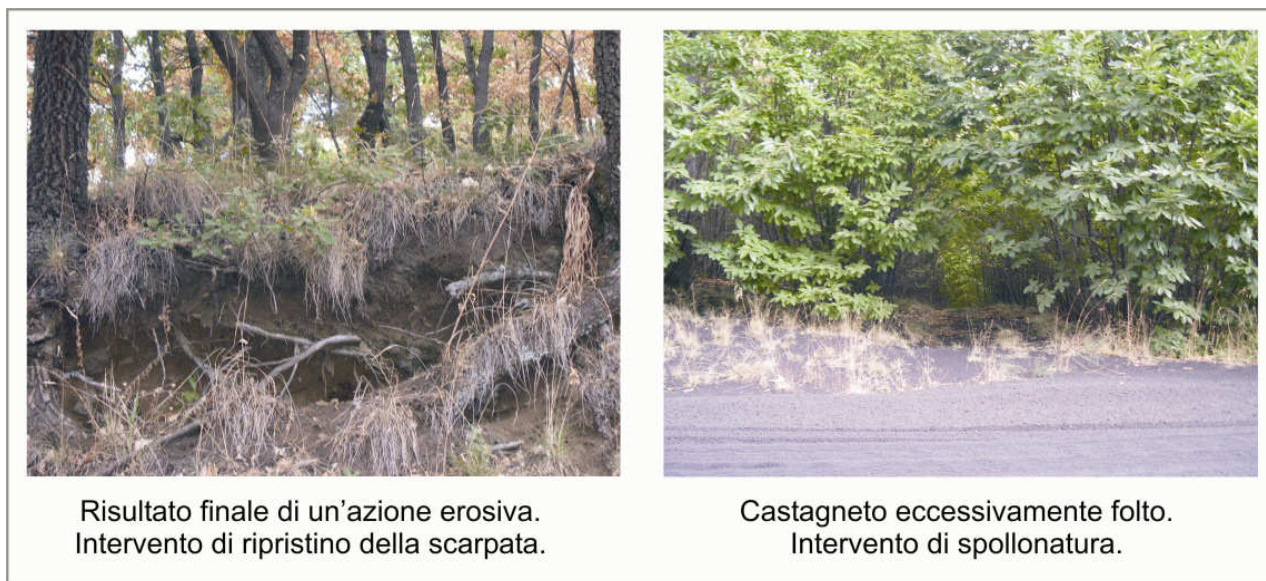 Risultato finale di un'azione erosiva.
Intervento di ripristino della scarpata.
Castagneto eccessivamente folto.
Intervento di spollonatura.